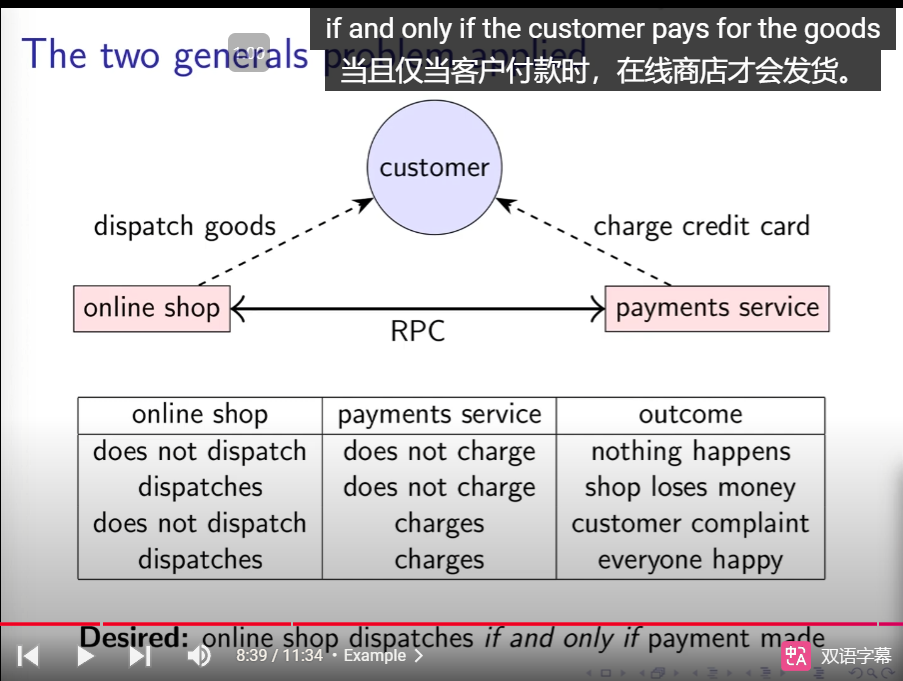 if and only if the customer pays for the goods
当且仅当客户付款时，在线商店才会发货。
The two generals problem applied
customer
dispatch goods
charge credit card
online shop
payments service
RPC
online shop payments service outcome
does not dispatch does not charge nothing happens
dispatches does not charge shop loses money
does not dispatch charges customer complaint
dispatches charges everyone happy
Desired: online shop dispatches if and only if payment made
8:39 / 11:34 • Example
中 A 双语字幕